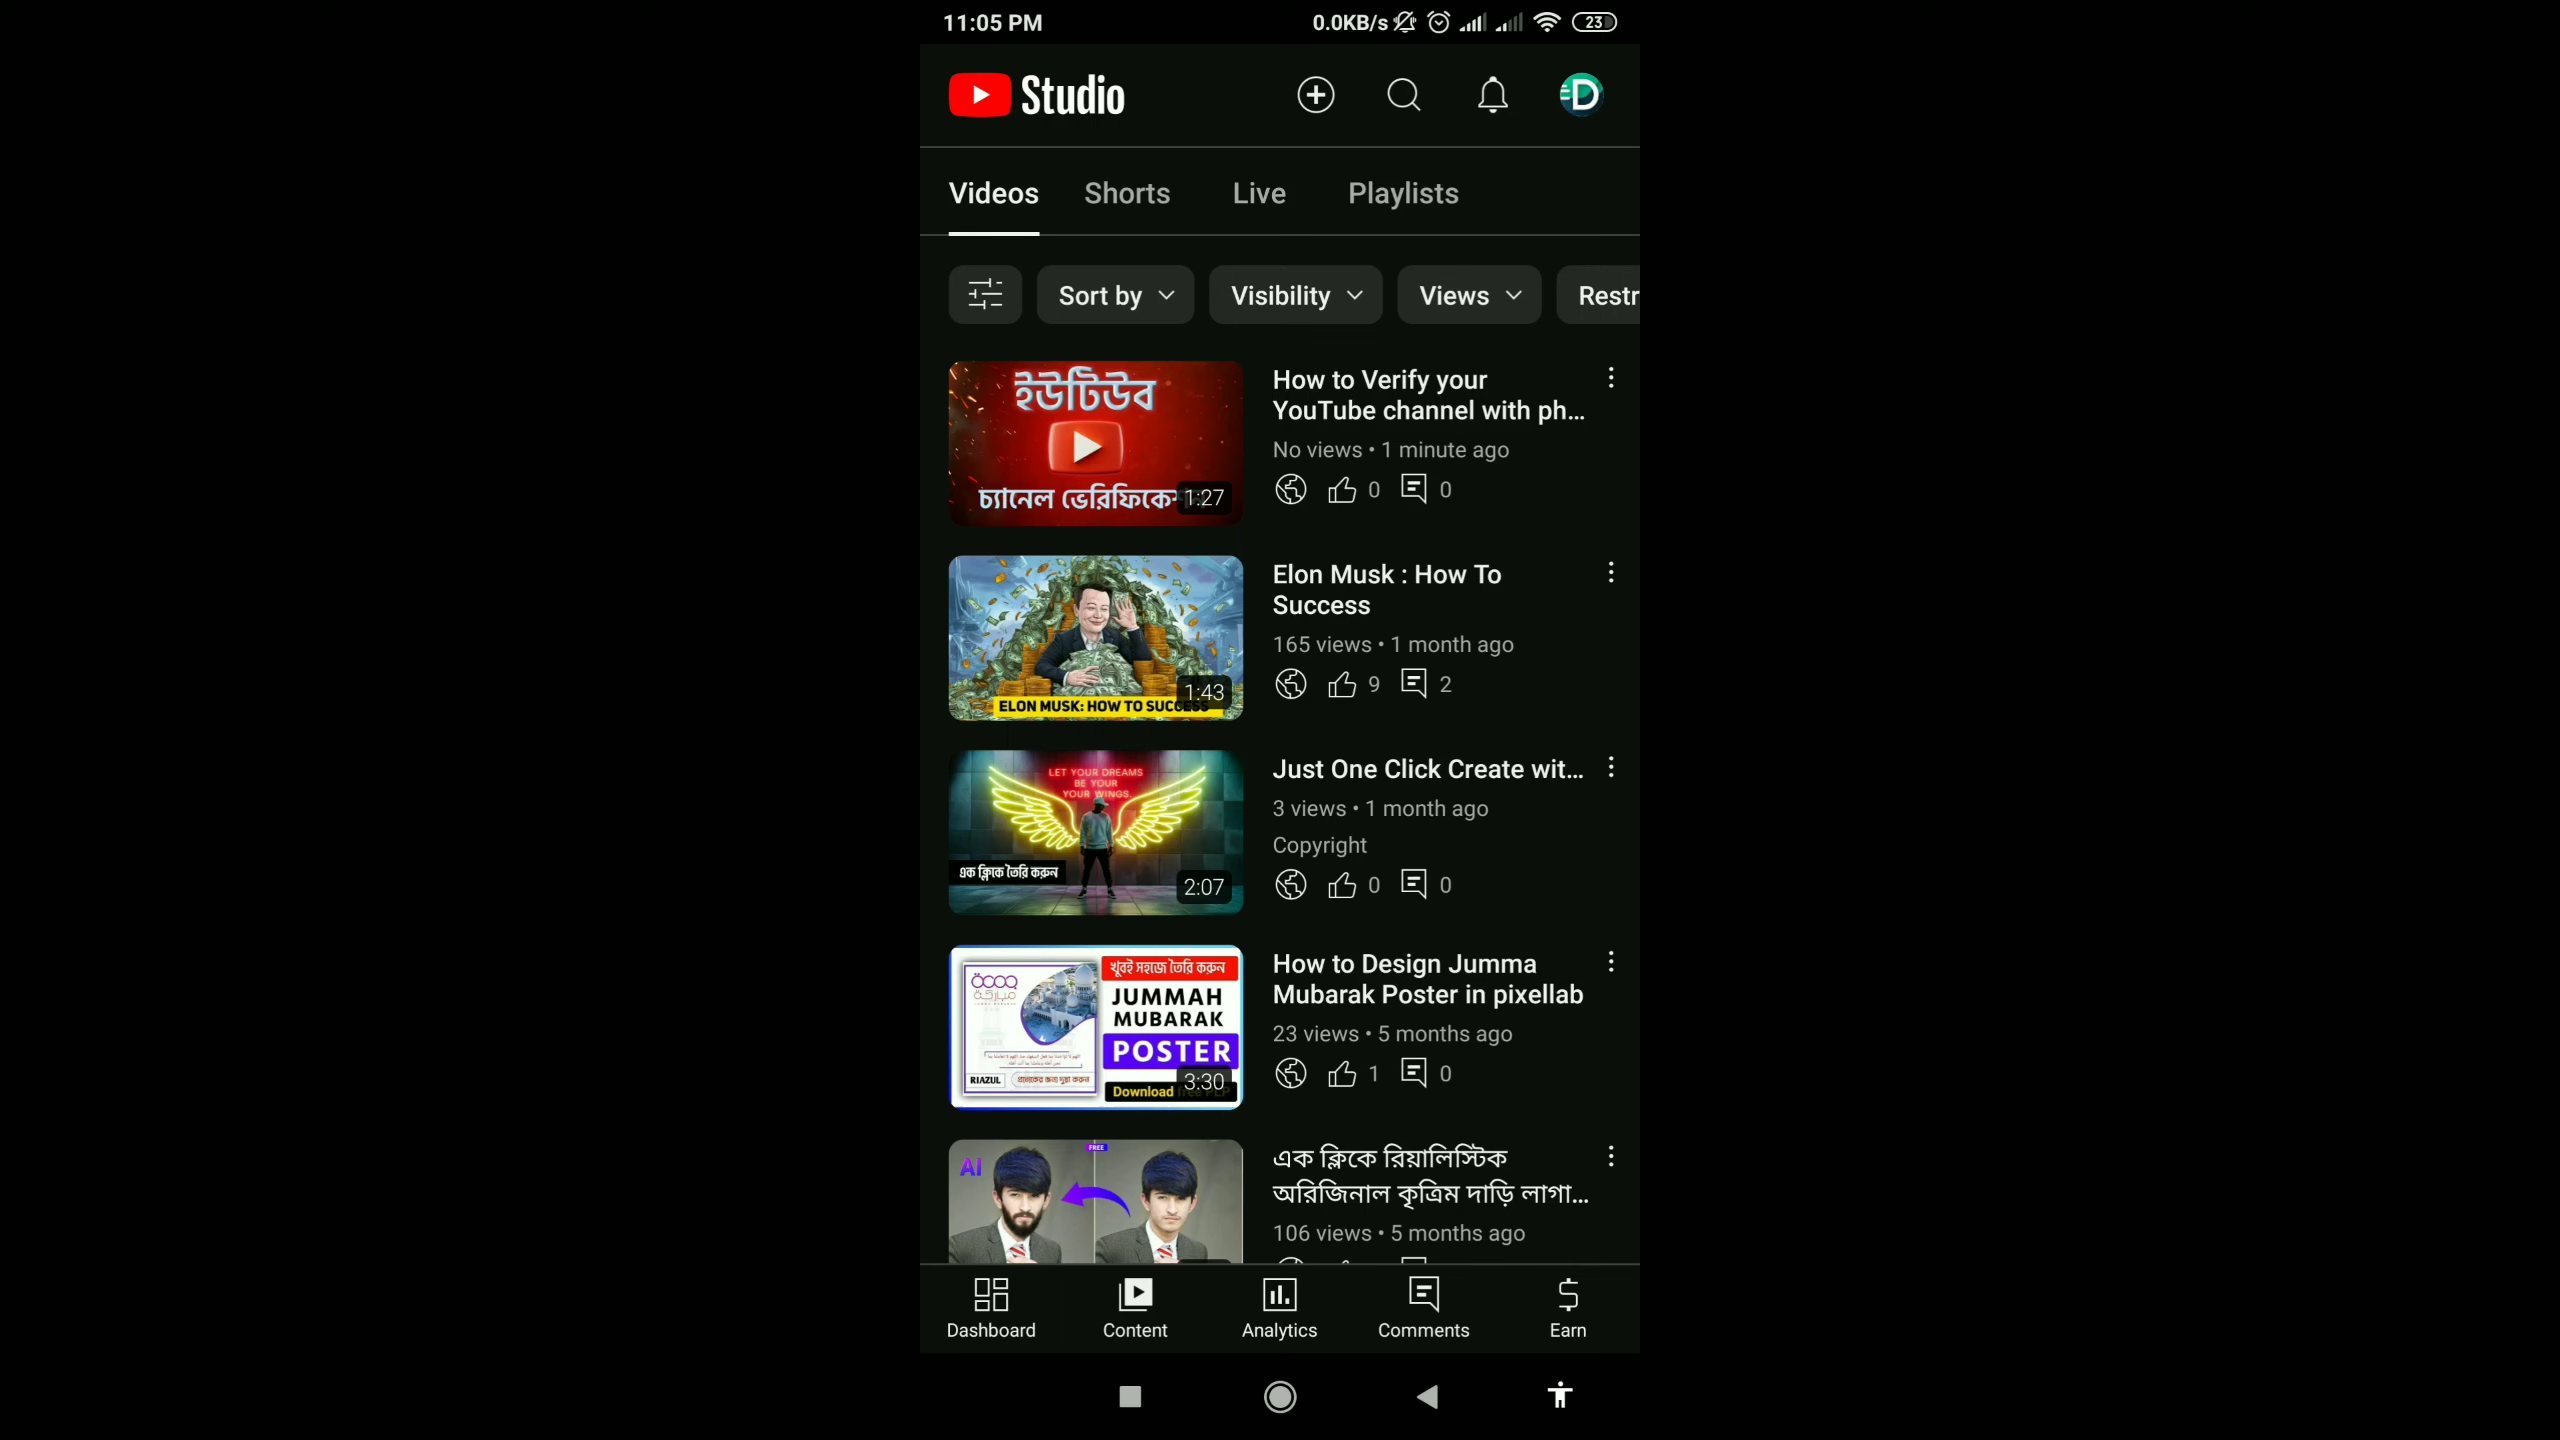 11:05 PM 0.0KB/s 23
Studio
Videos Shorts Live Playlists
Sort by Visibility Views Restr
ইউটিউব
চ্যানেল ভেরিফিকে
1:27
How to Verify your
YouTube channel with ph...
No views • 1 minute ago
0 0
1:43
ELON MUSK: HOW TO SUCCESS
Elon Musk : How To
Success
165 views • 1 month ago
9 2
LET YOUR DREAMS
BE YOUR
YOUR WINGS.
এক ক্লিকে তৈরি করুন
2:07
Just One Click Create wit...
3 views • 1 month ago
Copyright
0 0
খুবই সহজে তৈরি করুন
JUMMAH
MUBARAK
POSTER
RIAZUL
3:30
Download free PLP
How to Design Jumma
Mubarak Poster in pixellab
23 views • 5 months ago
1 0
FREE
AI
এক ক্লিকে রিয়ালিস্টিক
অরিজিনাল কৃত্রিম দাড়ি লাগা...
106 views • 5 months ago
Dashboard Content Analytics Comments Earn